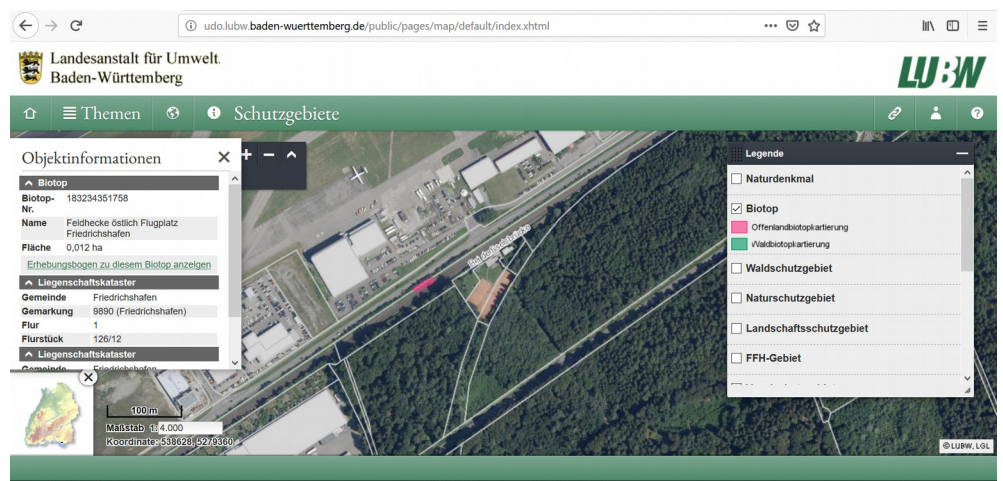 udo.lubw.baden-wuerttemberg.de/public/pages/map/default/index.xhtml
Landesanstalt für Umwelt.
Baden-Württemberg
LUBW
Themen
Schutzgebiete
Objektinformationen
Biotop
Biotop-Nr. 183234351758
Name Feldhecke östlich Flugplatz
Friedrichshafen
Fläche 0,012 ha
Erhebungsbogen zu diesem Biotop anzeigen
Liegenschaftskataster
Gemeinde Friedrichshafen
Gemarkung 9890 (Friedrichshafen)
Flur 1
Flurstück 126/12
Liegenschaftskataster
Gemeinde Friedrichshafen
100 m
Maßstab 1: 4.000
Koordinate: 538628, 5279360
Legende
Naturdenkmal
Biotop
Offenlandbiotopkartierung
Waldbiotopkartierung
Waldschutzgebiet
Naturschutzgebiet
Landschaftsschutzgebiet
FFH-Gebiet
© LUBW, LGL